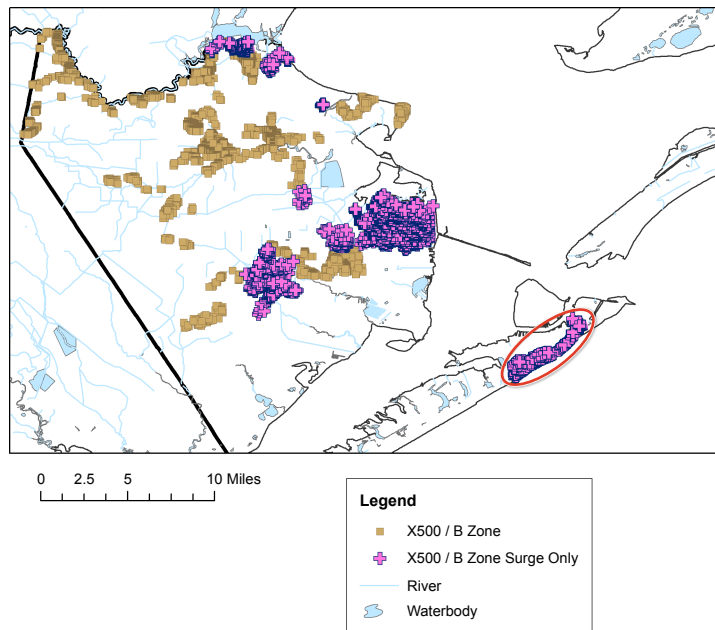 0 2.5 5 10 Miles
Legend
X500 / B Zone
X500 / B Zone Surge Only
River
Waterbody